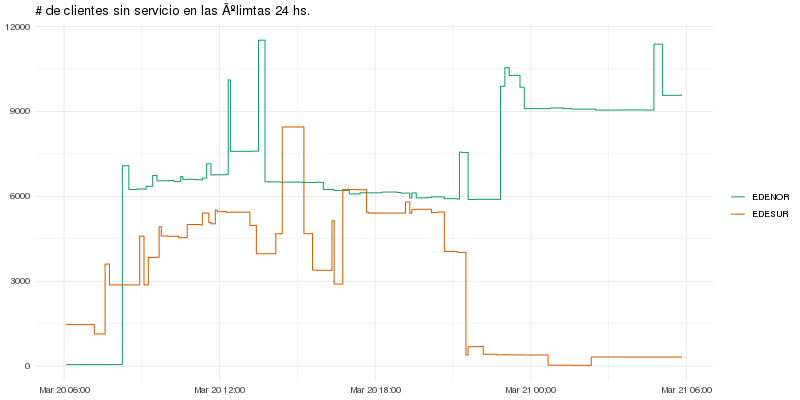 # de clientes sin servicio en las Ãºlimtas 24 hs.
12000
9000
6000
3000
0
Mar 20 06:00 Mar 20 12:00 Mar 20 18:00 Mar 21 00:00 Mar 21 06:00
EDENOR
EDESUR